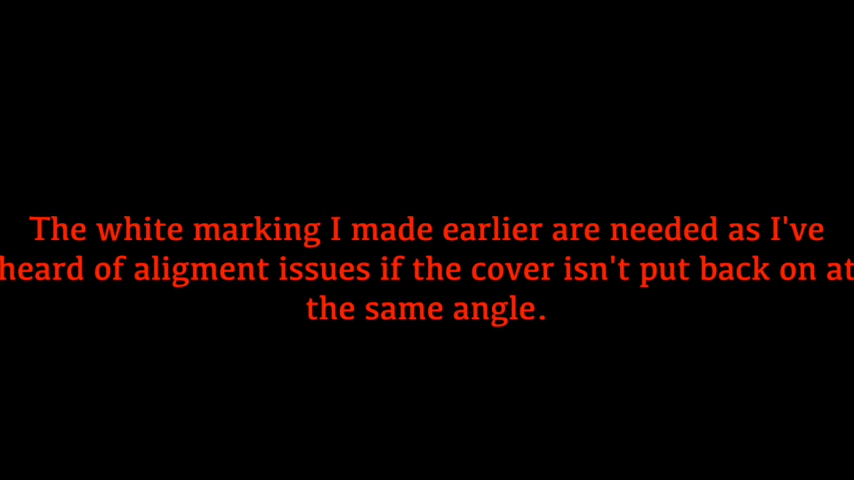 The white marking I made earlier are needed as I've
heard of aligment issues if the cover isn't put back on at
the same angle.